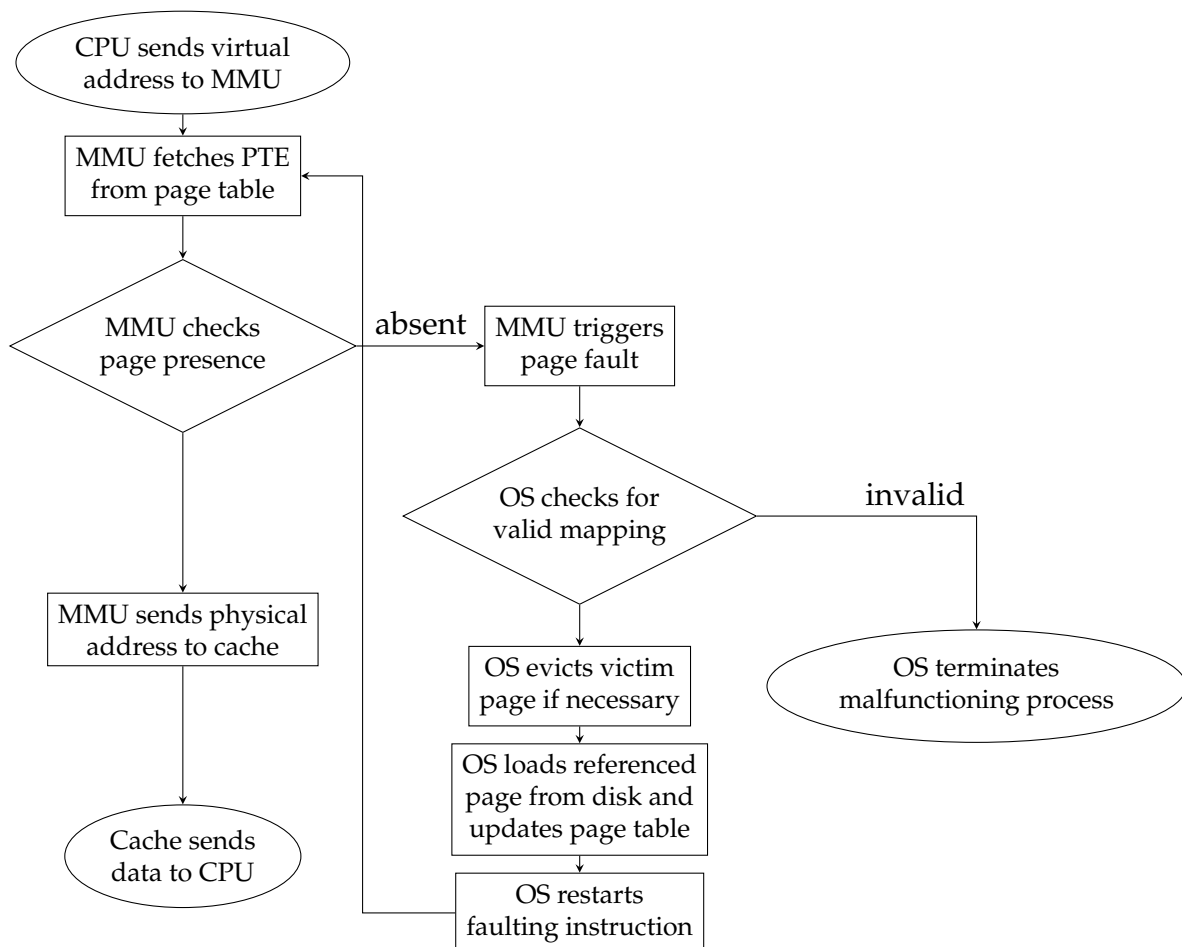 CPU sends virtual
address to MMU
MMU fetches PTE
from page table
MMU checks
page presence
absent
MMU triggers
page fault
OS checks for
valid mapping
invalid
MMU sends physical
address to cache
OS evicts victim
page if necessary
OS terminates
malfunctioning process
OS loads referenced
page from disk and
updates page table
Cache sends
data to CPU
OS restarts
faulting instruction